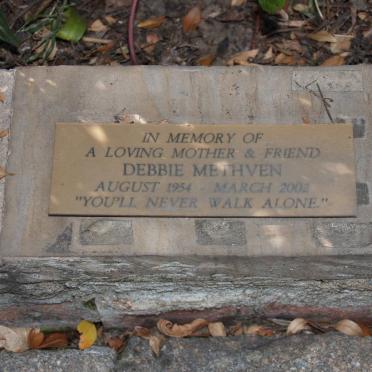 IN MEMORY OF
A LOVING MOTHER & FRIEND
DEBBIE METHVEN
AUGUST 1954 - MARCH 2002
"YOU'LL NEVER WALK ALONE."